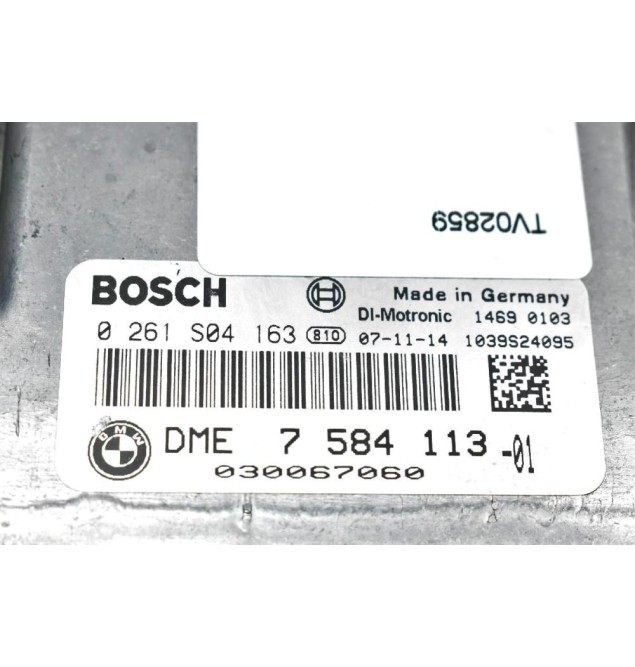 TV02859
BOSCH
Made in Germany
DI-Motronic 1469 0103
0 261 S04 163 810 07-11-14 1039S24095
BMW DME 7 584 113 -01
030067060